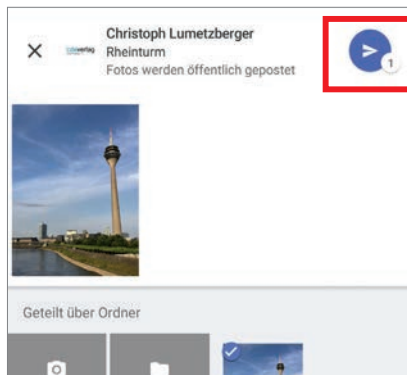 Christoph Lumetzberger
Rheinturm
Fotos werden öffentlich gepostet
1
Geteilt über Ordner